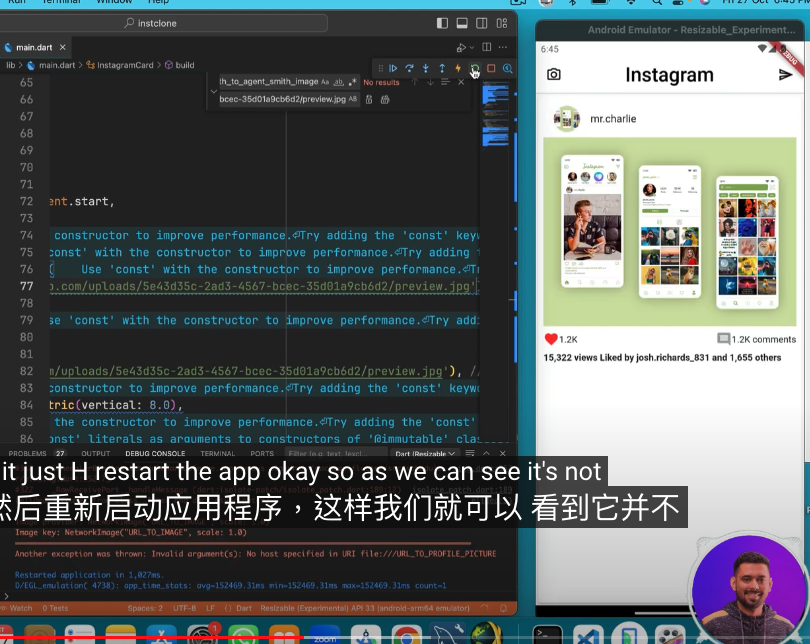 Run Terminal Window Help
Fri 27 Oct 6:45 PM
instclone
Android Emulator - Resizable_Experiment...
main.dart
lib > main.dart > InstagramCard > build
h_to_agent_smith_image
No results
bcec-35d01a9cb6d2/preview.jpg
65
66
67
68
69
70
71
72 ent.start,
73
74 constructor to improve performance.⏎Try adding the 'const' keyw
75 const' with the constructor to improve performance.⏎Try adding t
76 Use 'const' with the constructor to improve performance.⏎Tr
77 o.com/uploads/5e43d35c-2ad3-4567-bcec-35d01a9cb6d2/preview.jpg'
78
79 se 'const' with the constructor to improve performance.⏎Try addi
80
81
82 m/uploads/5e43d35c-2ad3-4567-bcec-35d01a9cb6d2/preview.jpg'), //
83 constructor to improve performance.⏎Try adding the 'const' keyw
84 tric(vertical: 8.0),
85 the constructor to improve performance.⏎Try adding the 'const'
86 onst' literals as arguments to constructors of '@immutable' clas
PROBLEMS 27 OUTPUT DEBUG CONSOLE TERMINAL PORTS Filter (e.g. text, excl... Dart (Resizable
it just H restart the app okay so as we can see it's not
然后重新启动应用程序，这样我们就可以 看到它并不
Image key: NetworkImage("URL_TO_IMAGE", scale: 1.0)
Another exception was thrown: Invalid argument(s): No host specified in URI file:///URL_TO_PROFILE_PICTURE
Restarted application in 1,027ms.
D/EGL_emulation( 4738): app_time_stats: avg=152469.31ms min=152469.31ms max=152469.31ms count=1
Watch 0 Tests Spaces: 2 UTF-8 LF {} Dart Resizable (Experimental) API 33 (android-arm64 emulator)
6:45
DEBUG
Instagram
mr.charlie
Instagram
1.2K
1.2K comments
15,322 views Liked by josh.richards_831 and 1,655 others
zoom